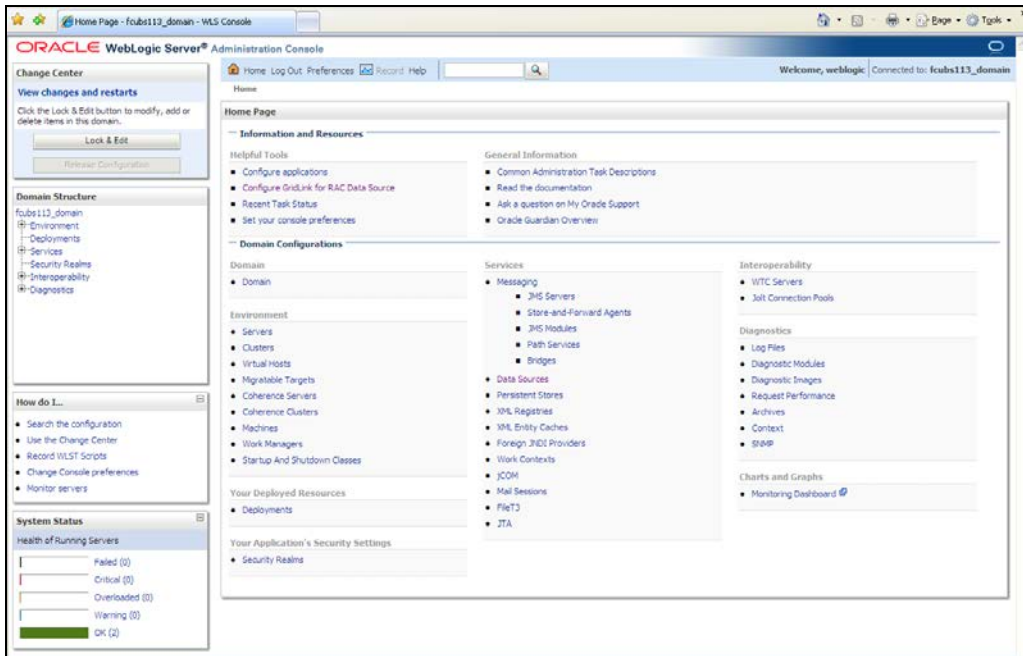 Home Page - fcubs113_domain - WLS Console
Page
Tools
ORACLE WebLogic Server® Administration Console
Change Center
View changes and restarts
Click the Lock & Edit button to modify, add or
delete items in this domain.
Lock & Edit
Release Configuration
Domain Structure
fcubs113_domain
Environment
Deployments
Services
Security Realms
Interoperability
Diagnostics
How do I...
Search the configuration
Use the Change Center
Record WLST Scripts
Change Console preferences
Monitor servers
System Status
Health of Running Servers
Failed (0)
Critical (0)
Overloaded (0)
Warning (0)
OK (2)
Home Log Out Preferences Record Help
Welcome, weblogic Connected to: fcubs113_domain
Home
Home Page
Information and Resources
Helpful Tools
Configure applications
Configure GridLink for RAC Data Source
Recent Task Status
Set your console preferences
General Information
Common Administration Task Descriptions
Read the documentation
Ask a question on My Oracle Support
Oracle Guardian Overview
Domain Configurations
Domain
Domain
Environment
Servers
Clusters
Virtual Hosts
Migratable Targets
Coherence Servers
Coherence Clusters
Machines
Work Managers
Startup And Shutdown Classes
Your Deployed Resources
Deployments
Your Application's Security Settings
Security Realms
Services
Messaging
JMS Servers
Store-and-Forward Agents
JMS Modules
Path Services
Bridges
Data Sources
Persistent Stores
XML Registries
XML Entity Caches
Foreign JNDI Providers
Work Contexts
jCOM
Mail Sessions
FileT3
JTA
Interoperability
WTC Servers
Jolt Connection Pools
Diagnostics
Log Files
Diagnostic Modules
Diagnostic Images
Request Performance
Archives
Context
SNMP
Charts and Graphs
Monitoring Dashboard